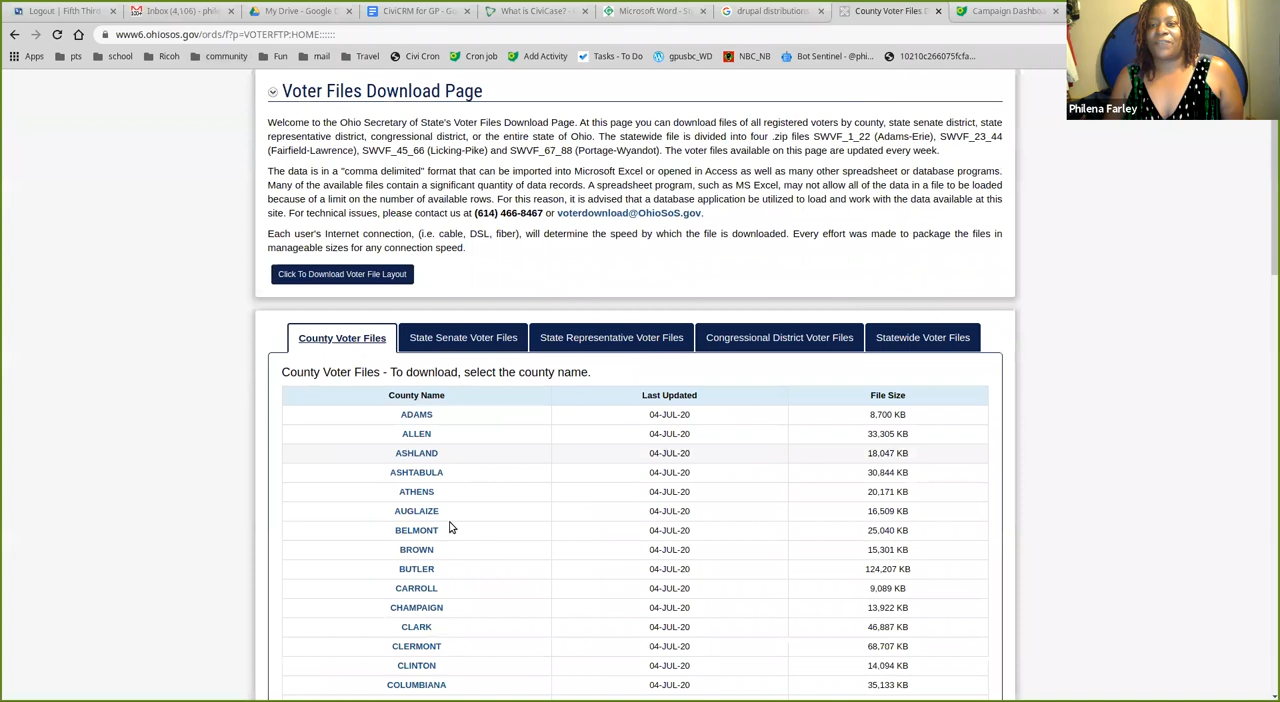 Logout | Fifth Third
Inbox (4,106) - phile
My Drive - Google D
CiviCRM for GP - Go
What is CiviCase? -
Microsoft Word - St
drupal distributions
County Voter Files D
Campaign Dashboa
www6.ohiosos.gov/ords/f?p=VOTERFTP:HOME::::::
Apps pts school Ricoh community Fun mail Travel Civi Cron Cron job Add Activity Tasks - To Do gpusbc_WD NBC_NB Bot Sentinel - @phi... 10210c266075fcfa...
Philena Farley
Voter Files Download Page
Welcome to the Ohio Secretary of State's Voter Files Download Page. At this page you can download files of all registered voters by county, state senate district, state
representative district, congressional district, or the entire state of Ohio. The statewide file is divided into four .zip files SWVF_1_22 (Adams-Erie), SWVF_23_44
(Fairfield-Lawrence), SWVF_45_66 (Licking-Pike) and SWVF_67_88 (Portage-Wyandot). The voter files available on this page are updated every week.
The data is in a "comma delimited" format that can be imported into Microsoft Excel or opened in Access as well as many other spreadsheet or database programs.
Many of the available files contain a significant quantity of data records. A spreadsheet program, such as MS Excel, may not allow all of the data in a file to be loaded
because of a limit on the number of available rows. For this reason, it is advised that a database application be utilized to load and work with the data available at this
site. For technical issues, please contact us at (614) 466-8467 or voterdownload@OhioSoS.gov.
Each user's Internet connection, (i.e. cable, DSL, fiber), will determine the speed by which the file is downloaded. Every effort was made to package the files in
manageable sizes for any connection speed.
Click To Download Voter File Layout
County Voter Files State Senate Voter Files State Representative Voter Files Congressional District Voter Files Statewide Voter Files
County Voter Files - To download, select the county name.
County Name Last Updated File Size
ADAMS 04-JUL-20 8,700 KB
ALLEN 04-JUL-20 33,305 KB
ASHLAND 04-JUL-20 18,047 KB
ASHTABULA 04-JUL-20 30,844 KB
ATHENS 04-JUL-20 20,171 KB
AUGLAIZE 04-JUL-20 16,509 KB
BELMONT 04-JUL-20 25,040 KB
BROWN 04-JUL-20 15,301 KB
BUTLER 04-JUL-20 124,207 KB
CARROLL 04-JUL-20 9,089 KB
CHAMPAIGN 04-JUL-20 13,922 KB
CLARK 04-JUL-20 46,887 KB
CLERMONT 04-JUL-20 68,707 KB
CLINTON 04-JUL-20 14,094 KB
COLUMBIANA 04-JUL-20 35,133 KB